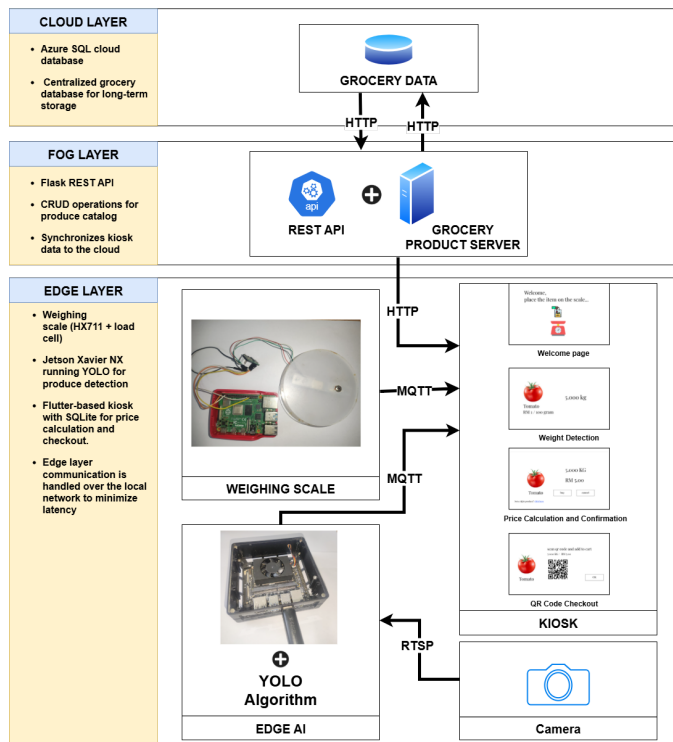 CLOUD LAYER
• Azure SQL cloud
database
• Centralized grocery
database for long-term
storage
GROCERY DATA
HTTP
HTTP
FOG LAYER
• Flask REST API
• CRUD operations for
produce catalog
• Synchronizes kiosk
data to the cloud
api
REST API
GROCERY
PRODUCT SERVER
EDGE LAYER
• Weighing
scale (HX711 + load
cell)
• Jetson Xavier NX
running YOLO for
produce detection
• Flutter-based kiosk
with SQLite for price
calculation and
checkout.
• Edge layer
communication is
handled over the local
network to minimize
latency
WEIGHING SCALE
HTTP
MQTT
MQTT
YOLO
Algorithm
EDGE AI
RTSP
Welcome,
place the item on the scale...
Welcome page
Tomato
5.000 kg
Weight Detection
Tomato
5.000 KG
RM 5.00
Price Calculation and Confirmation
Tomato
QR Code Checkout
KIOSK
Camera